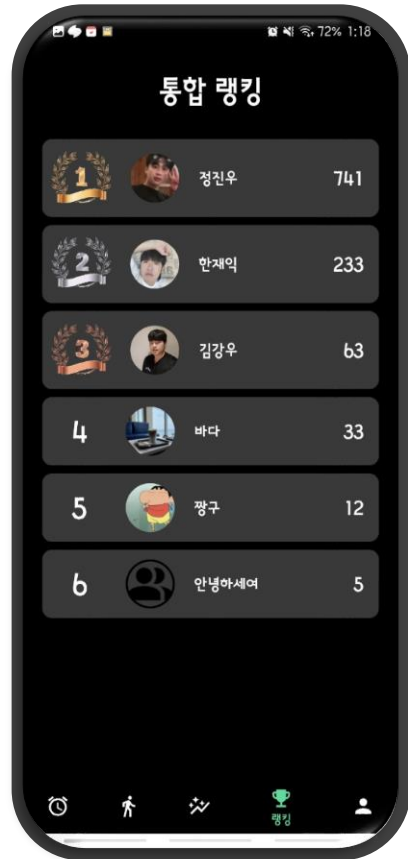 72% 1:18
통합 랭킹
1 정진우 741
2 한재익 233
3 김강우 63
4 바다 33
5 짱구 12
6 안녕하세여 5
랭킹